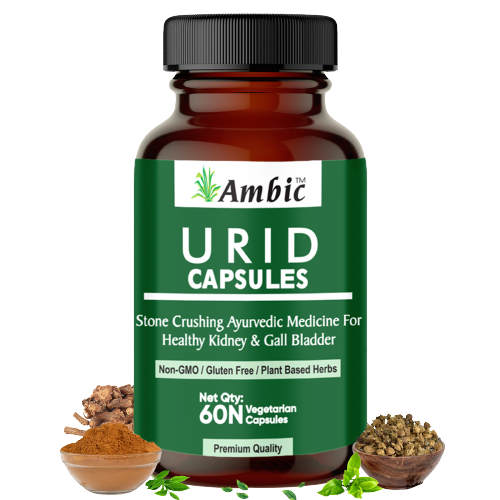 Ambic™
URID
CAPSULES
Stone Crushing Ayurvedic Medicine For
Healthy Kidney & Gall Bladder
Non-GMO / Gluten Free / Plant Based Herbs
Net Qty:
60N Vegetarian
Capsules
Premium Quality